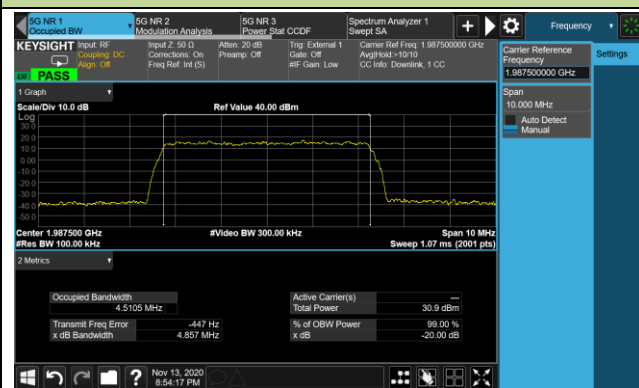 5G NR 1 5G NR 2 5G NR 3 Spectrum Analyzer 1
Occupied BW Modulation Analysis Power Stat CCDF Swept SA
Frequency
KEYSIGHT Input: RF Input Z: 50 Ω Atten: 20 dB Trig: External 1 Carrier Ref Freq: 1.987500000 GHz
Coupling: DC Corrections: On Preamp: Off Gate: Off Avg|Hold:>10/10
Align: Off Freq Ref: Int (S) #IF Gain: Low CC Info: Downlink, 1 CC
PASS
Carrier Reference
Frequency
1.987500000 GHz
Settings
Span
10.000 MHz
Auto Detect
Manual
1 Graph
Scale/Div 10.0 dB Ref Value 40.00 dBm
Log
30.0
20.0
10.0
0.00
-10.0
-20.0
-30.0
-40.0
-50.0
Center 1.987500 GHz #Video BW 300.00 kHz Span 10 MHz
#Res BW 100.00 kHz Sweep 1.07 ms (2001 pts)
2 Metrics
Occupied Bandwidth Active Carrier(s) —
4.5105 MHz Total Power 30.9 dBm
Transmit Freq Error -447 Hz % of OBW Power 99.00 %
x dB Bandwidth 4.857 MHz x dB -20.00 dB
? Nov 13, 2020
8:54:17 PM